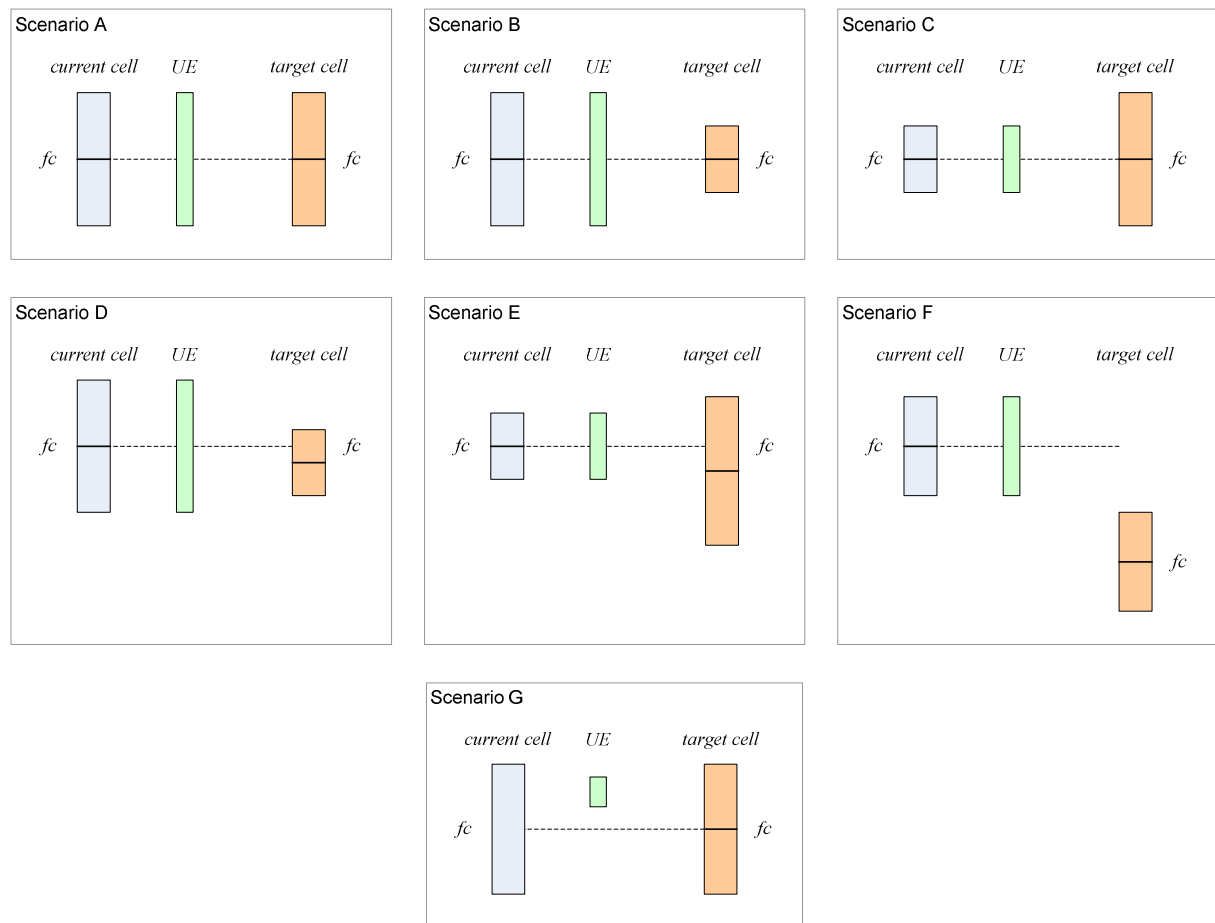 Scenario A
current cell UE target cell
fc fc
Scenario B
current cell UE target cell
fc fc
Scenario C
current cell UE target cell
fc fc
Scenario D
current cell UE target cell
fc fc
Scenario E
current cell UE target cell
fc fc
Scenario F
current cell UE target cell
fc
fc
Scenario G
current cell UE target cell
fc fc